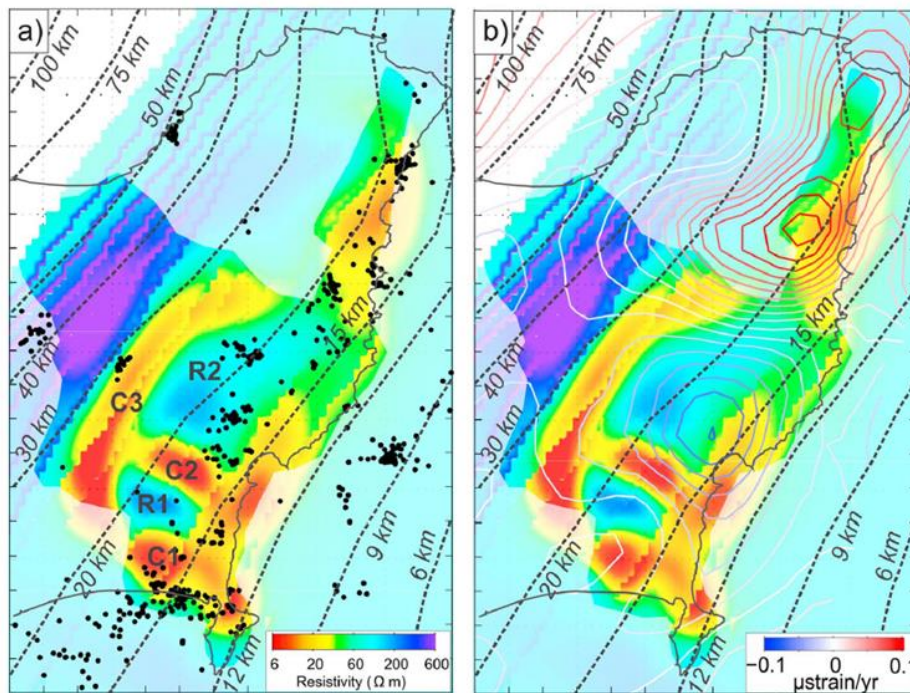 a)
100 km
75 km
50 km
40 km
30 km
15 km
R2
C3
C2
R1
C1
20 km
9 km
6 km
12 km
6 20 60 200 600
Resistivity (Ω m)
b)
100 km
75 km
50 km
40 km
30 km
15 km
20 km
9 km
6 km
12 km
−0.1 0 0.1
μstrain/yr